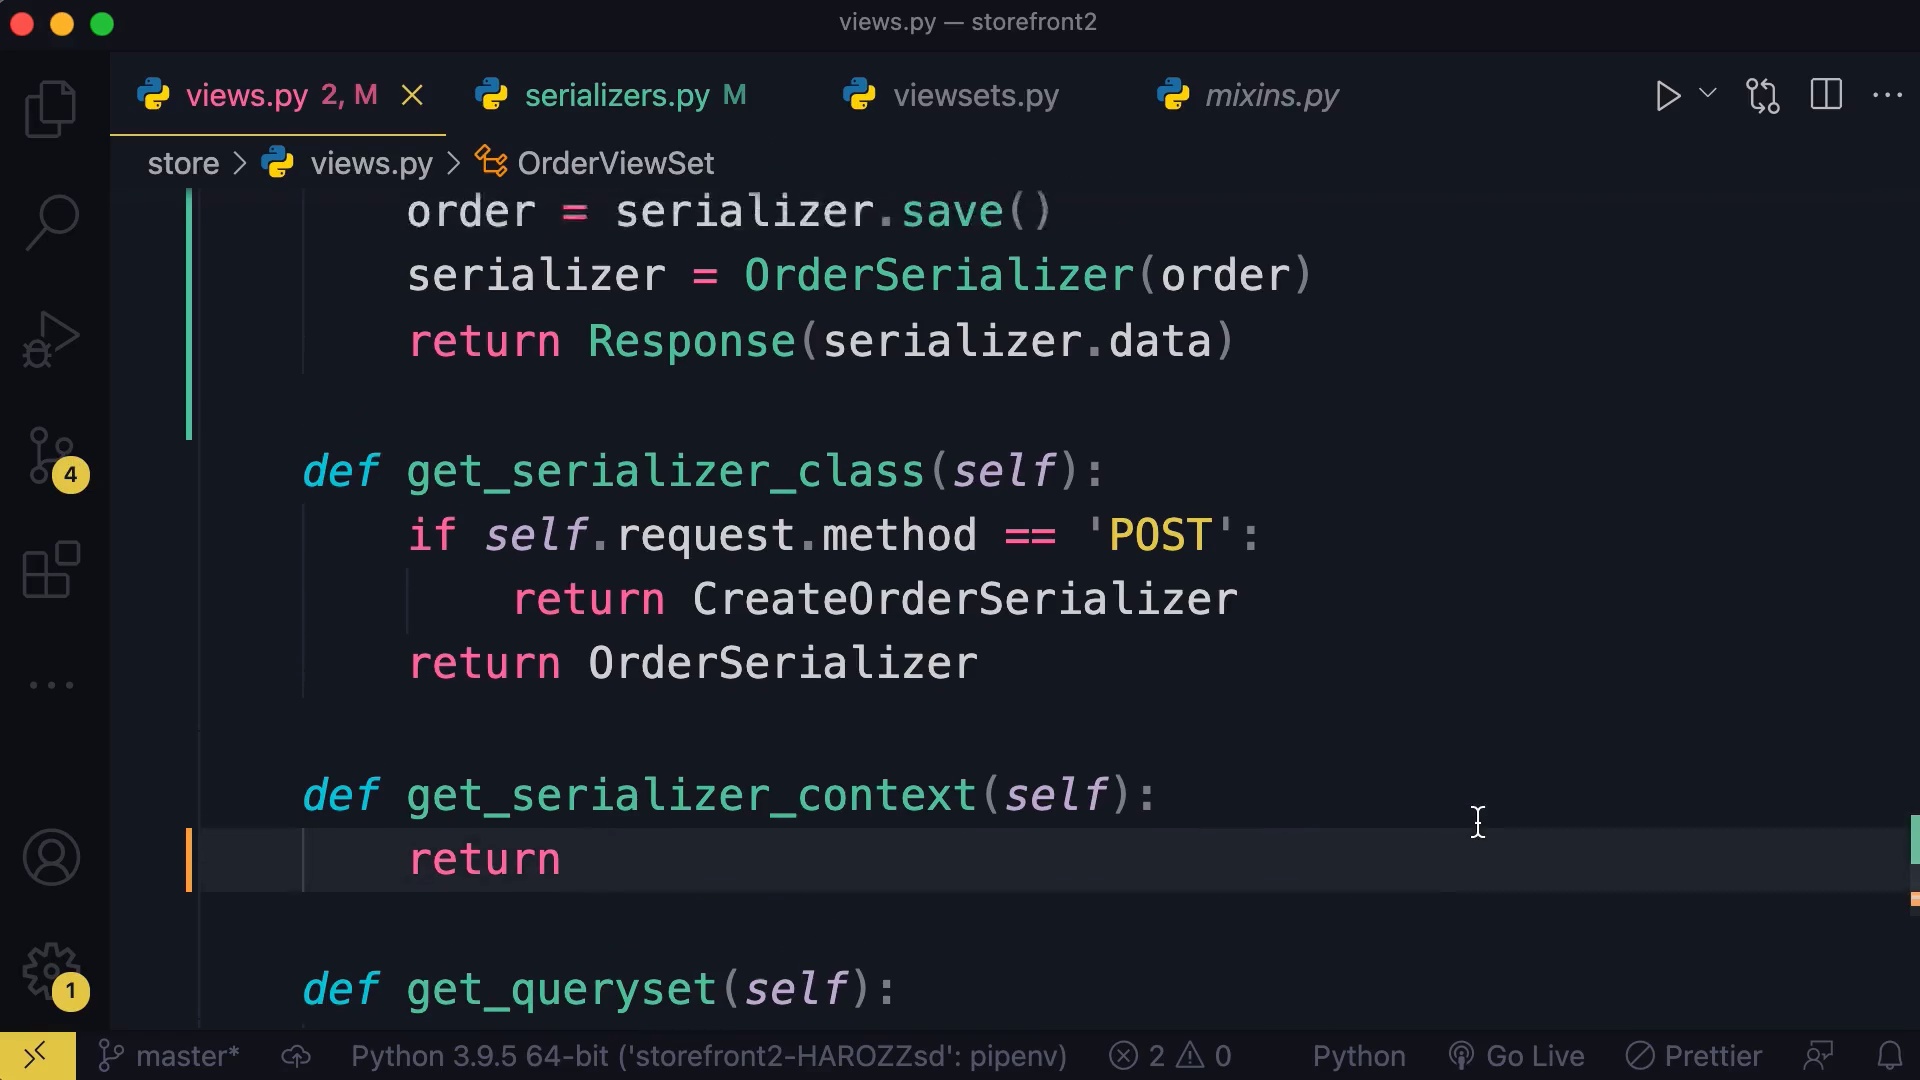 views.py — storefront2
views.py 2, M
serializers.py M
viewsets.py
mixins.py
store > views.py > OrderViewSet
order = serializer.save()
serializer = OrderSerializer(order)
return Response(serializer.data)
def get_serializer_class(self):
if self.request.method == 'POST':
return CreateOrderSerializer
return OrderSerializer
def get_serializer_context(self):
return
def get_queryset(self):
4
1
master*
Python 3.9.5 64-bit ('storefront2-HAROZZsd': pipenv)
2 0
Python
Go Live
Prettier